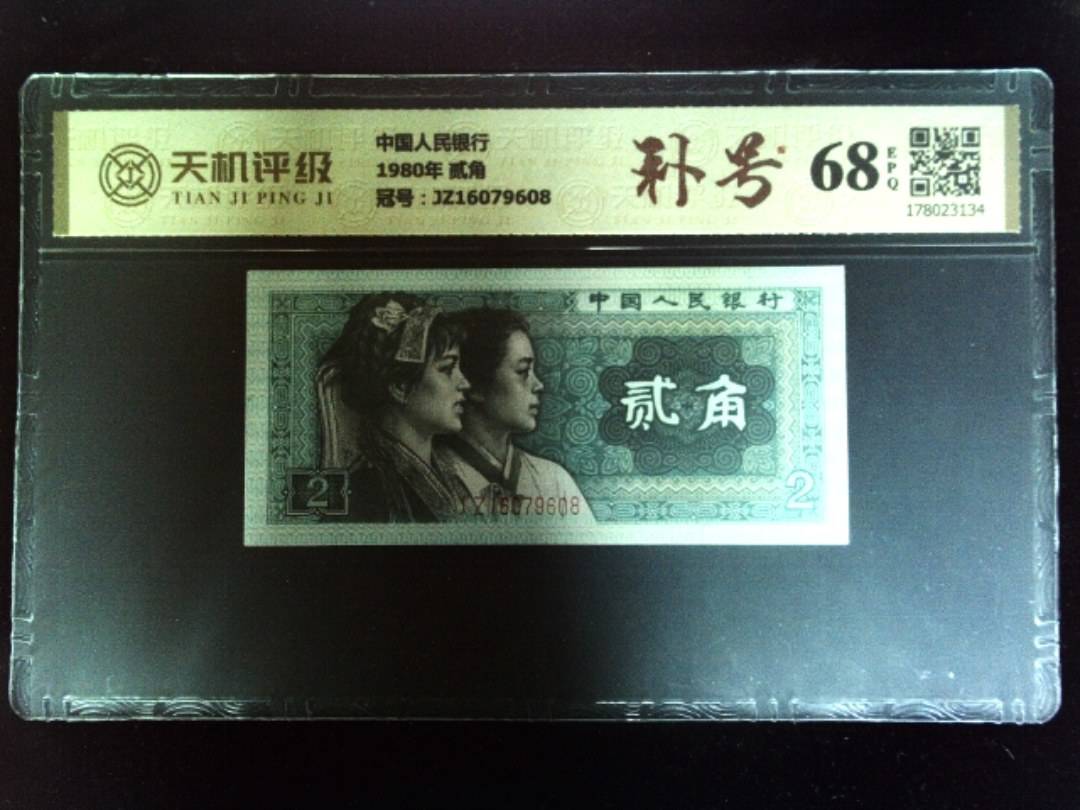 天机评级
TIAN JI PING JI
中国人民银行
1980年 贰角
冠号：JZ16079608
补号
68
EPQ
178023134
中国人民银行
贰角
2
JZ16079608
2